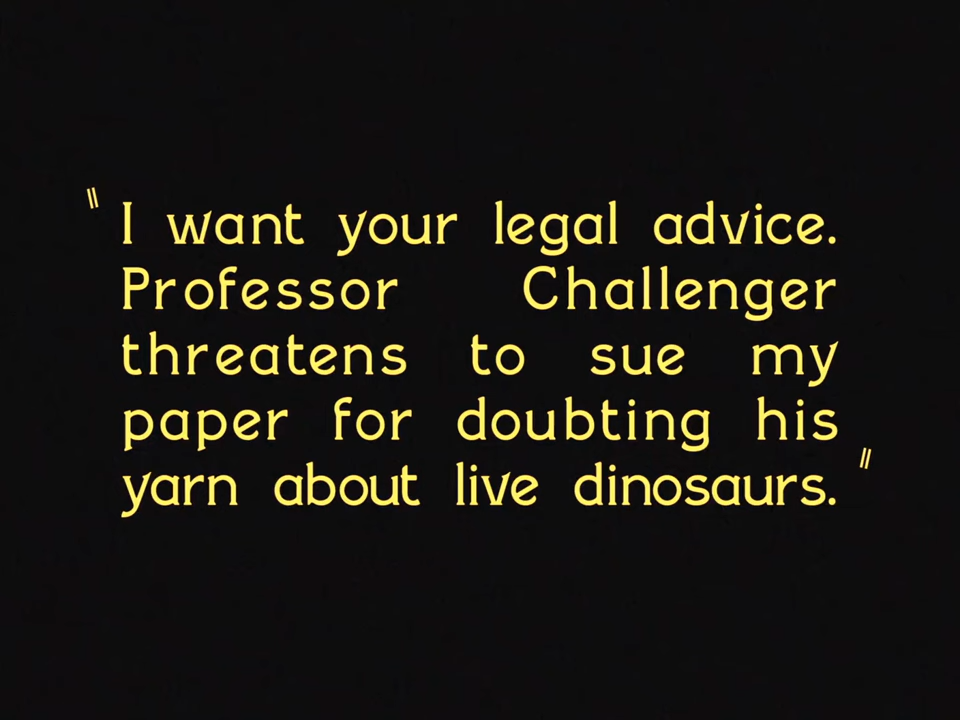 "I want your legal advice.
Professor Challenger
threatens to sue my
paper for doubting his
yarn about live dinosaurs."